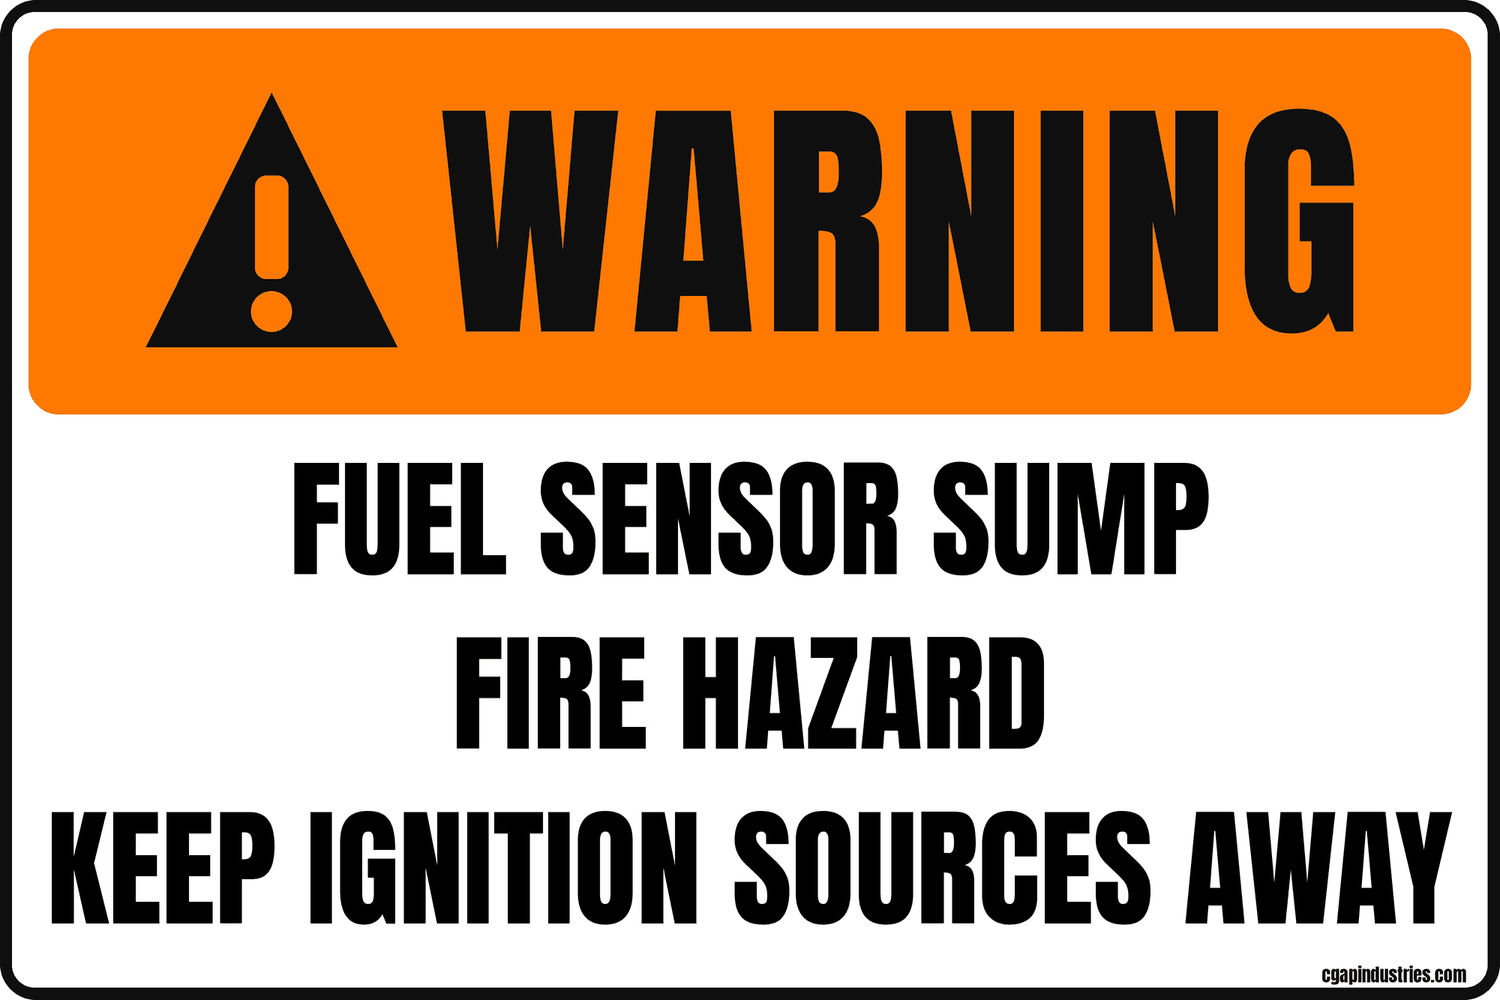 WARNING
FUEL SENSOR SUMP
FIRE HAZARD
KEEP IGNITION SOURCES AWAY
cgapindustries.com